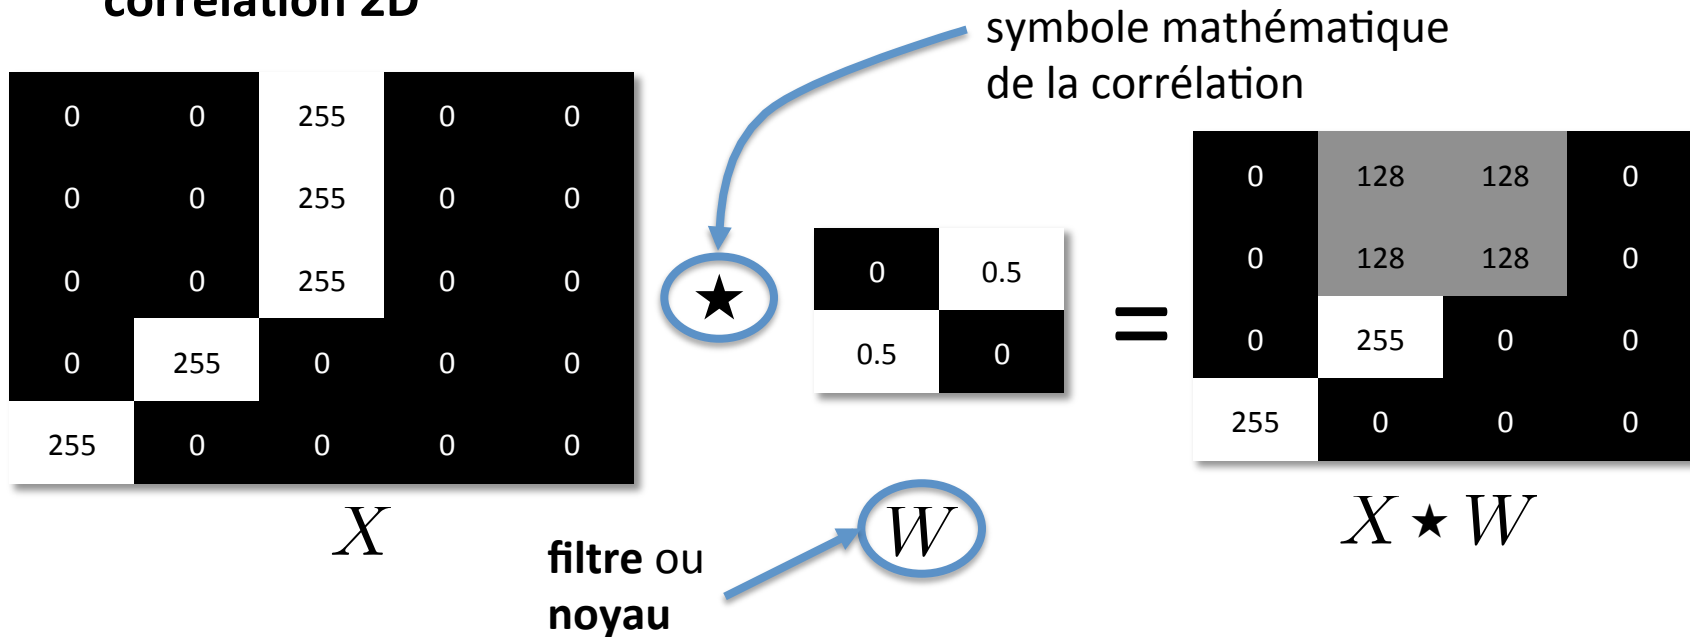 corrélation 2D
symbole mathématique
de la corrélation
0 0 255 0 0
0 0 255 0 0
0 0 255 0 0
0 255 0 0 0
255 0 0 0 0
★
0 0.5
0.5 0
=
0 128 128 0
0 128 128 0
0 255 0 0
255 0 0 0
X
W
X ★ W
filtre ou
noyau